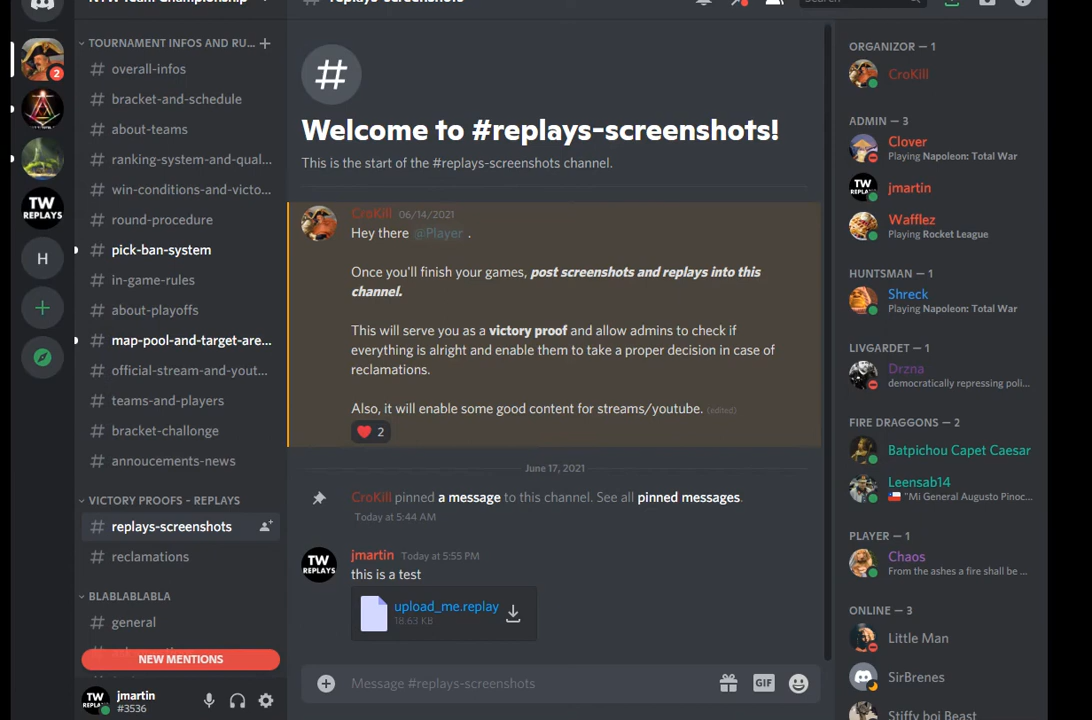 replays-screenshots
TOURNAMENT INFOS AND RU...
overall-infos
bracket-and-schedule
about-teams
ranking-system-and-qual...
win-conditions-and-victo...
round-procedure
pick-ban-system
in-game-rules
about-playoffs
map-pool-and-target-are...
official-stream-and-yout...
teams-and-players
bracket-challonge
annoucements-news
VICTORY PROOFS - REPLAYS
replays-screenshots
reclamations
BLABLABLABLA
general
NEW MENTIONS
jmartin
#3536
2
TW
REPLAYS
H
Welcome to #replays-screenshots!
This is the start of the #replays-screenshots channel.
CroKill 06/14/2021
Hey there @Player .
Once you'll finish your games, post screenshots and replays into this
channel.
This will serve you as a victory proof and allow admins to check if
everything is alright and enable them to take a proper decision in case of
reclamations.
Also, it will enable some good content for streams/youtube. (edited)
2
June 17, 2021
CroKill pinned a message to this channel. See all pinned messages.
Today at 5:44 AM
TW
REPLAYS
jmartin Today at 5:55 PM
this is a test
upload_me.replay
18.63 KB
Message #replays-screenshots
GIF
ORGANIZOR — 1
CroKill
ADMIN — 3
Clover
Playing Napoleon: Total War
jmartin
Wafflez
Playing Rocket League
HUNTSMAN — 1
Shreck
Playing Napoleon: Total War
LIVGARDET — 1
Drzna
democratically repressing poli...
FIRE DRAGGONS — 2
Batpichou Capet Caesar
Leensab14
"Mi General Augusto Pinoc...
PLAYER — 1
Chaos
From the ashes a fire shall be ...
ONLINE — 3
Little Man
SirBrenes
Stiffy boi Beast